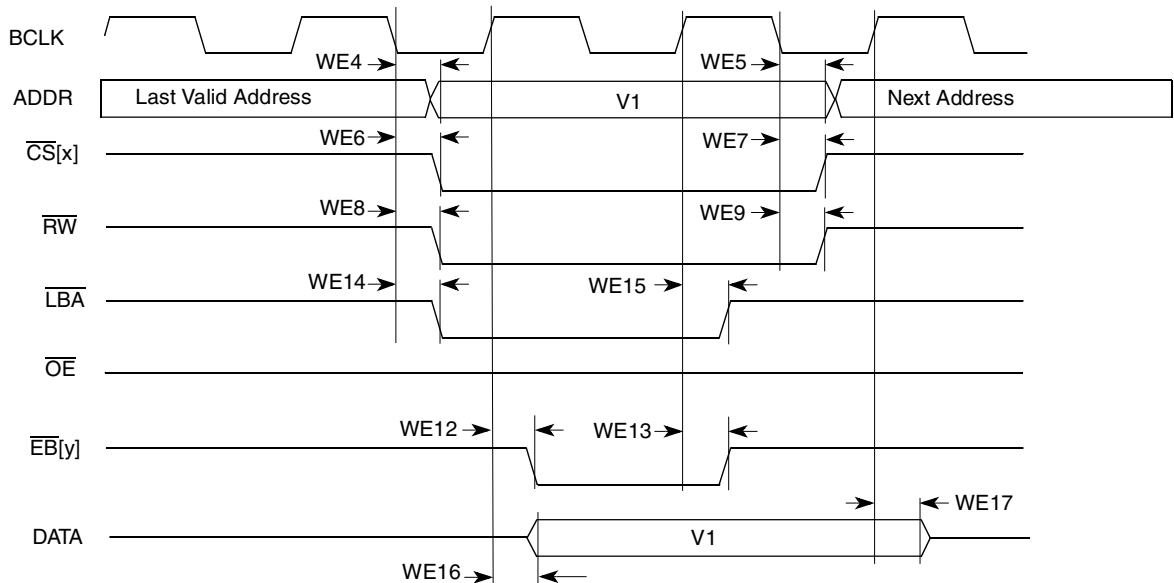 BCLK
WE4
WE5
ADDR
Last Valid Address
V1
Next Address
WE6
WE7
CS[x]
WE8
WE9
RW
WE14
WE15
LBA
OE
WE12
WE13
EB[y]
WE17
DATA
V1
WE16